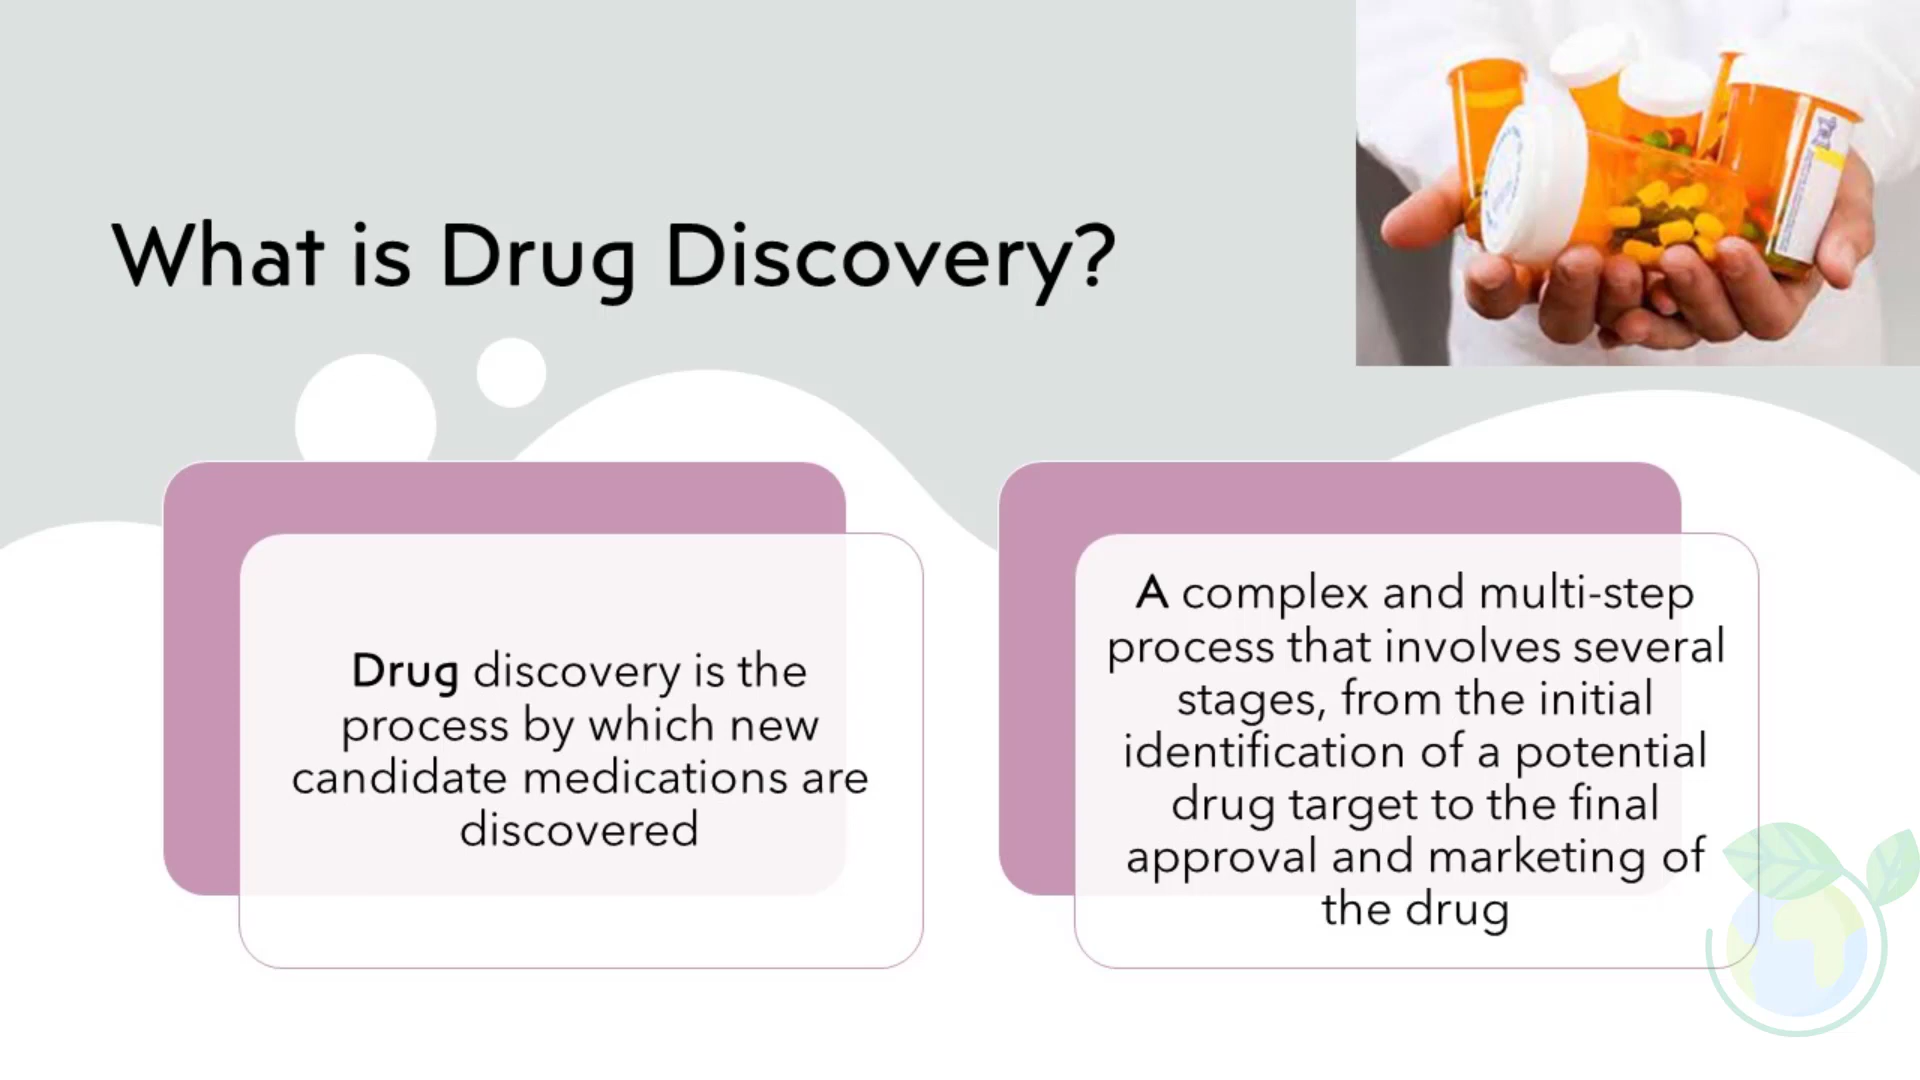 What is Drug Discovery?
Drug discovery is the
process by which new
candidate medications are
discovered
A complex and multi-step
process that involves several
stages, from the initial
identification of a potential
drug target to the final
approval and marketing of
the drug